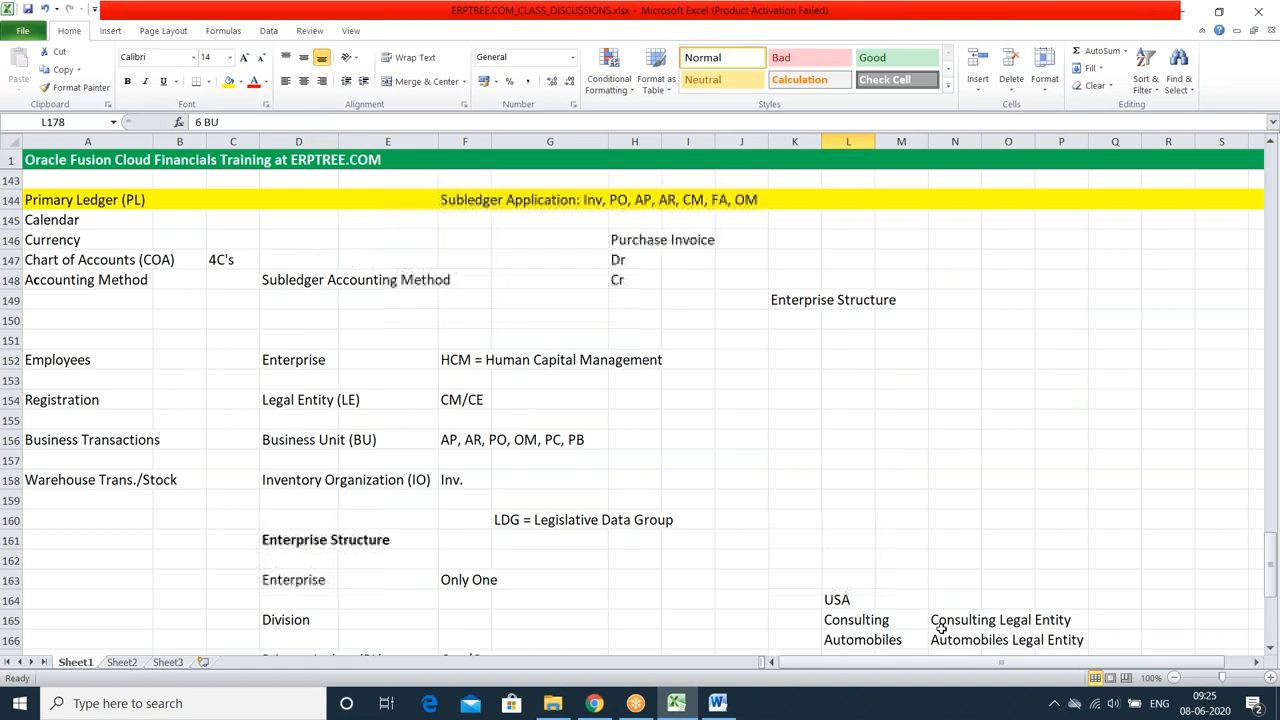 ERPTREE.COM_CLASS_DISCUSSIONS.xlsx - Microsoft Excel (Product Activation Failed)
File Home Insert Page Layout Formulas Data Review View
Paste Cut Copy Format Painter Clipboard
Calibri 14 Font
Wrap Text Merge & Center Alignment
General Number
Conditional Formatting Format as Table Normal Bad Good Neutral Calculation Check Cell Styles
Insert Delete Format Cells
AutoSum Fill Clear Sort & Filter Find & Select Editing
L178 fx 6 BU
A B C D E F G H I J K L M N O P Q R S
1 Oracle Fusion Cloud Financials Training at ERPTREE.COM
143
144 Primary Ledger (PL) Subledger Application: Inv, PO, AP, AR, CM, FA, OM
145 Calendar
146 Currency Purchase Invoice
147 Chart of Accounts (COA) 4C's Dr
148 Accounting Method Subledger Accounting Method Cr
149 Enterprise Structure
150
151
152 Employees Enterprise HCM = Human Capital Management
153
154 Registration Legal Entity (LE) CM/CE
155
156 Business Transactions Business Unit (BU) AP, AR, PO, OM, PC, PB
157
158 Warehouse Trans./Stock Inventory Organization (IO) Inv.
159
160 LDG = Legislative Data Group
161 Enterprise Structure
162
163 Enterprise Only One
164 USA
165 Division Consulting Consulting Legal Entity
166 Automobiles Automobiles Legal Entity
Sheet1 Sheet2 Sheet3
Ready 100%
Type here to search
ENG 09:25
08-06-2020 2